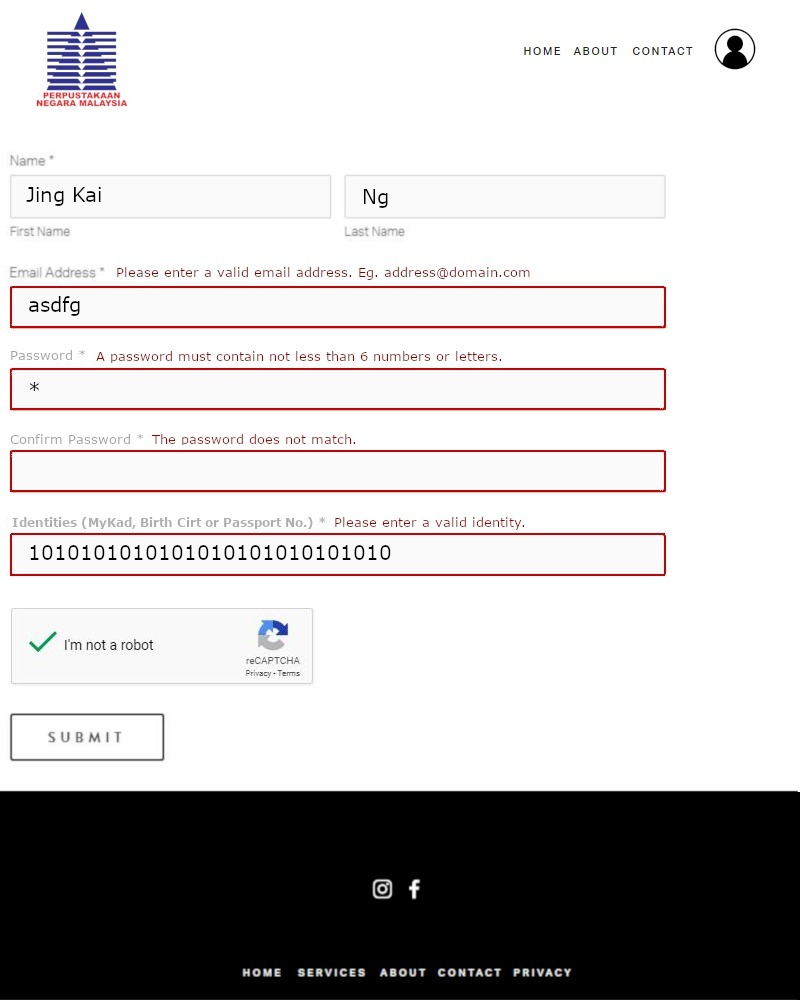 PERPUSTAKAAN
NEGARA MALAYSIA
HOME ABOUT CONTACT
Name *
Jing Kai Ng
First Name Last Name
Email Address * Please enter a valid email address. Eg. address@domain.com
asdfg
Password * A password must contain not less than 6 numbers or letters.
*
Confirm Password * The password does not match.
Identities (MyKad, Birth Cirt or Passport No.) * Please enter a valid identity.
1010101010101010101010101010
I'm not a robot
reCAPTCHA
Privacy - Terms
SUBMIT
HOME SERVICES ABOUT CONTACT PRIVACY